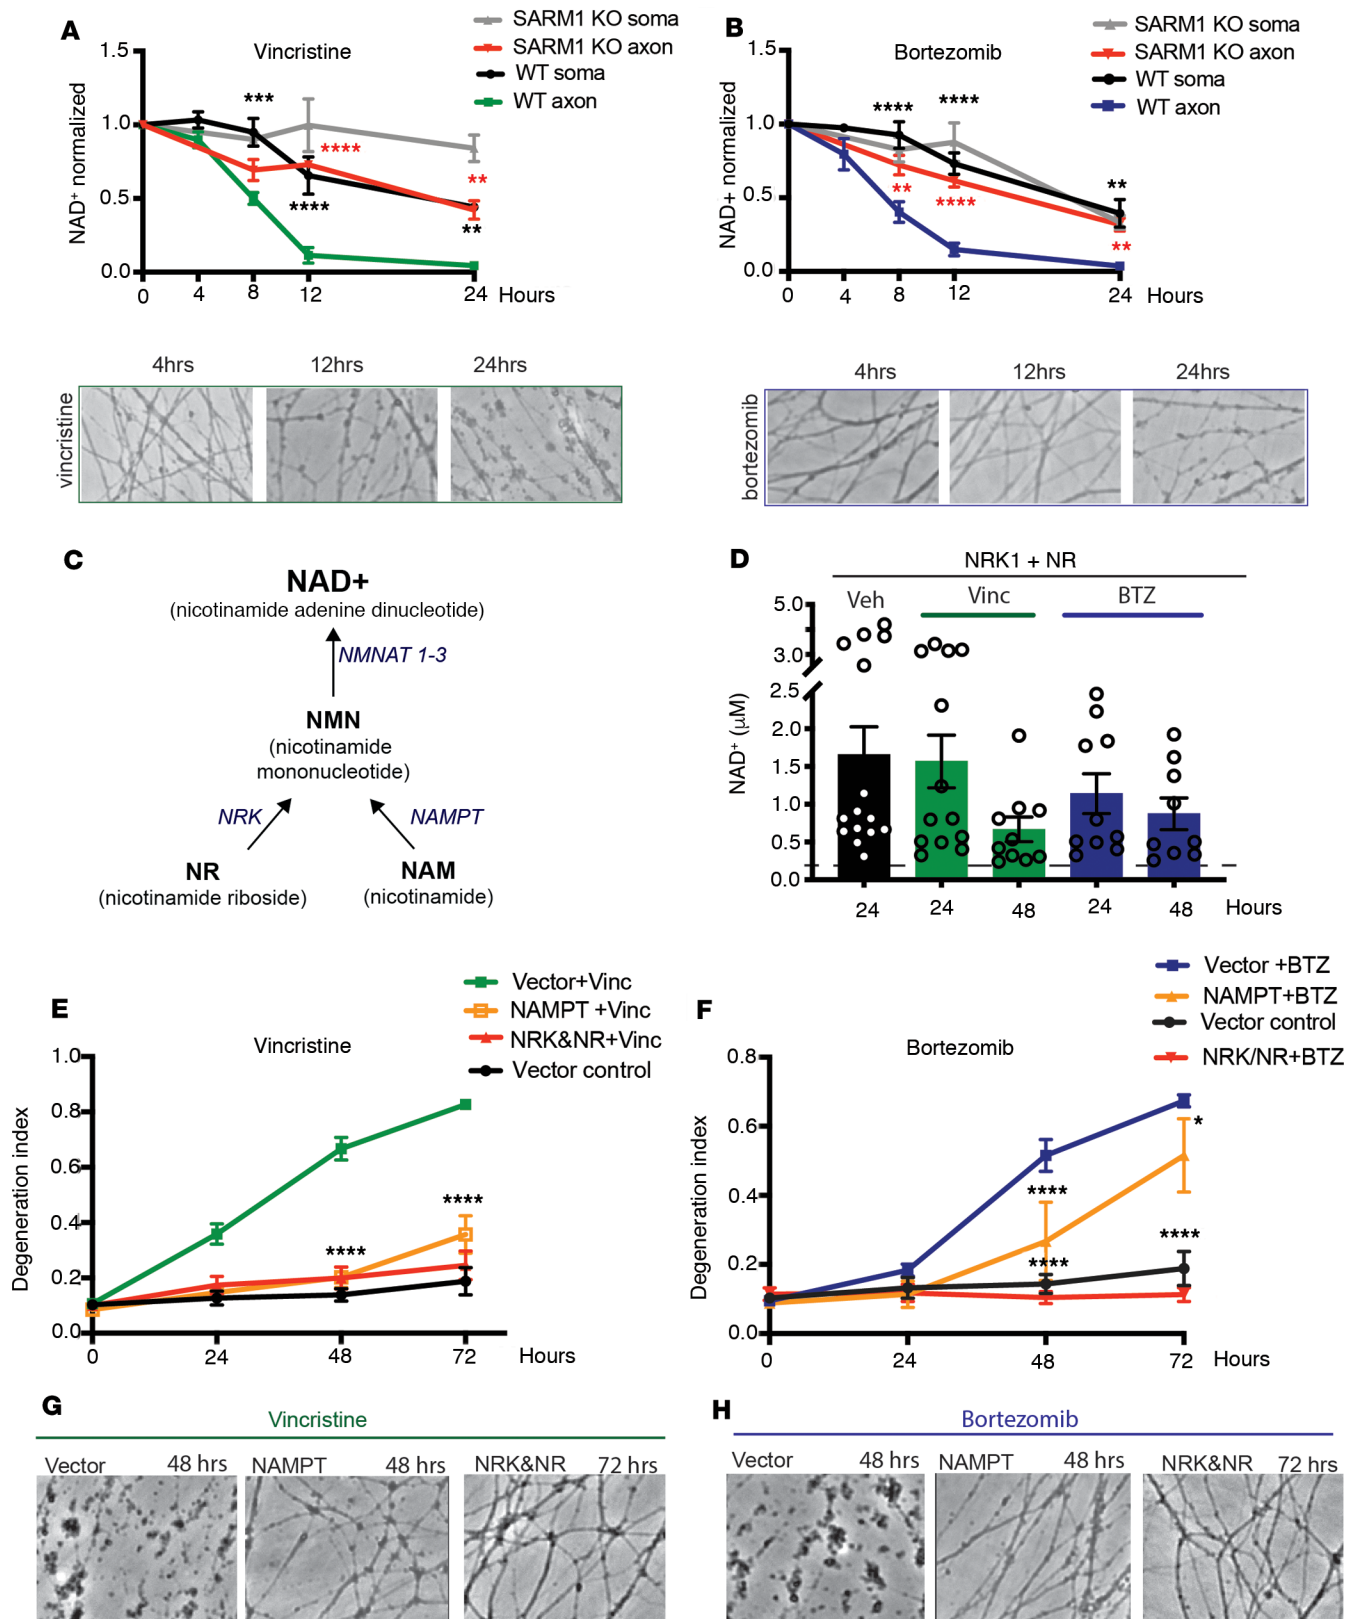 A
Vincristine
SARM1 KO soma
SARM1 KO axon
WT soma
WT axon
NAD⁺ normalized
1.5
1.0
0.5
0.0
***
****
****
**
**
0 4 8 12 24 Hours
B
Bortezomib
SARM1 KO soma
SARM1 KO axon
WT soma
WT axon
NAD+ normalized
1.5
1.0
0.5
0.0
****
****
**
****
**
**
0 4 8 12 24 Hours
4hrs 12hrs 24hrs
vincristine
4hrs 12hrs 24hrs
bortezomib
C
NAD+
(nicotinamide adenine dinucleotide)
NMNAT 1-3
NMN
(nicotinamide
mononucleotide)
NRK
NAMPT
NR
(nicotinamide riboside)
NAM
(nicotinamide)
D
NRK1 + NR
Veh Vinc BTZ
NAD⁺ (μM)
5.0
3.0
2.5
2.0
1.5
1.0
0.5
0.0
24 24 48 24 48 Hours
E
Vincristine
Vector+Vinc
NAMPT +Vinc
NRK&NR+Vinc
Vector control
Degeneration index
1.0
0.8
0.6
0.4
0.2
0.0
****
****
0 24 48 72 Hours
F
Bortezomib
Vector +BTZ
NAMPT+BTZ
Vector control
NRK/NR+BTZ
Degeneration index
0.8
0.6
0.4
0.2
0.0
*
****
****
****
0 24 48 72 Hours
G
Vincristine
Vector 48 hrs
NAMPT 48 hrs
NRK&NR 72 hrs
H
Bortezomib
Vector 48 hrs
NAMPT 48 hrs
NRK&NR 72 hrs